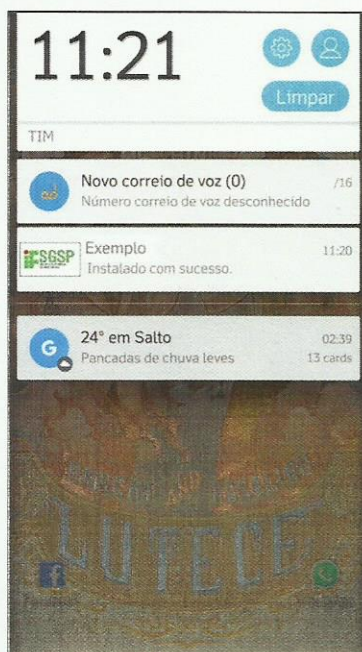 11:21
Limpar
TIM
Novo correio de voz (0)
/16
Número correio de voz desconhecido
SGSP
Exemplo
11:20
Instalado com sucesso.
G
24° em Salto
02:39
Pancadas de chuva leves
13 cards
LUTECE